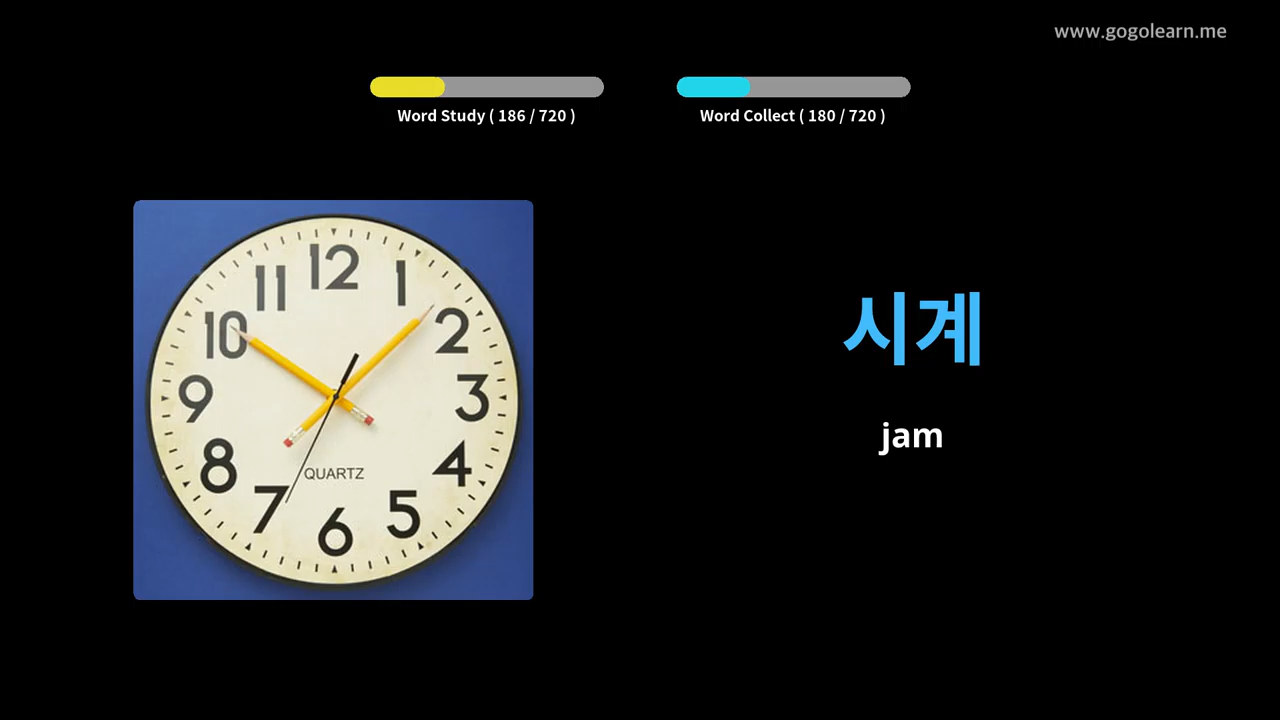 www.gogolearn.me
Word Study ( 186 / 720 )
Word Collect ( 180 / 720 )
12
11
1
10
2
9
3
8
4
QUARTZ
7
5
6
시계
jam